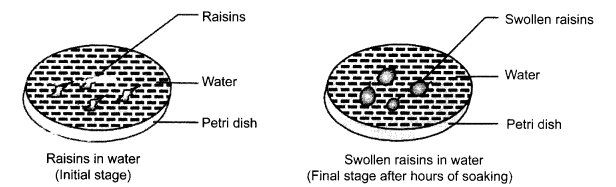 Raisins
Water
Petri dish
Raisins in water
(Initial stage)
Swollen raisins
Water
Petri dish
Swollen raisins in water
(Final stage after hours of soaking)